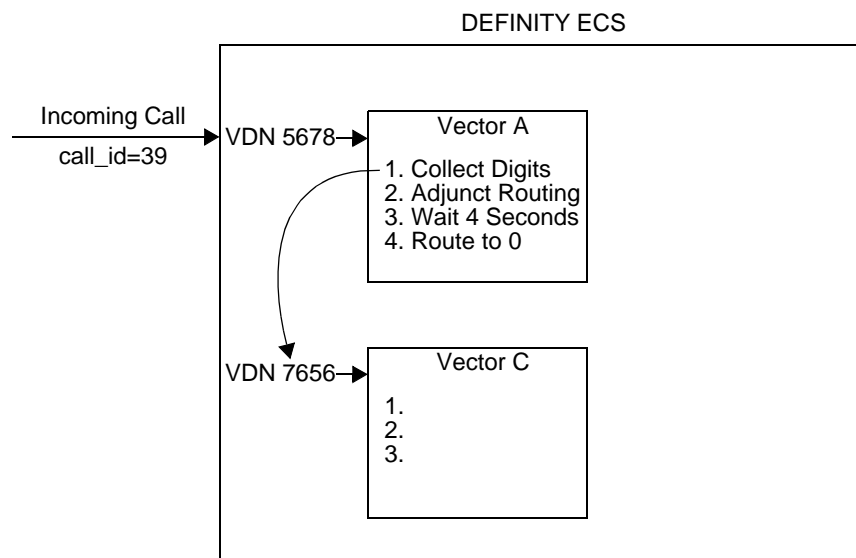 DEFINITY ECS
Incoming Call
call_id=39
VDN 5678
Vector A
1. Collect Digits
2. Adjunct Routing
3. Wait 4 Seconds
4. Route to 0
VDN 7656
Vector C
1.
2.
3.